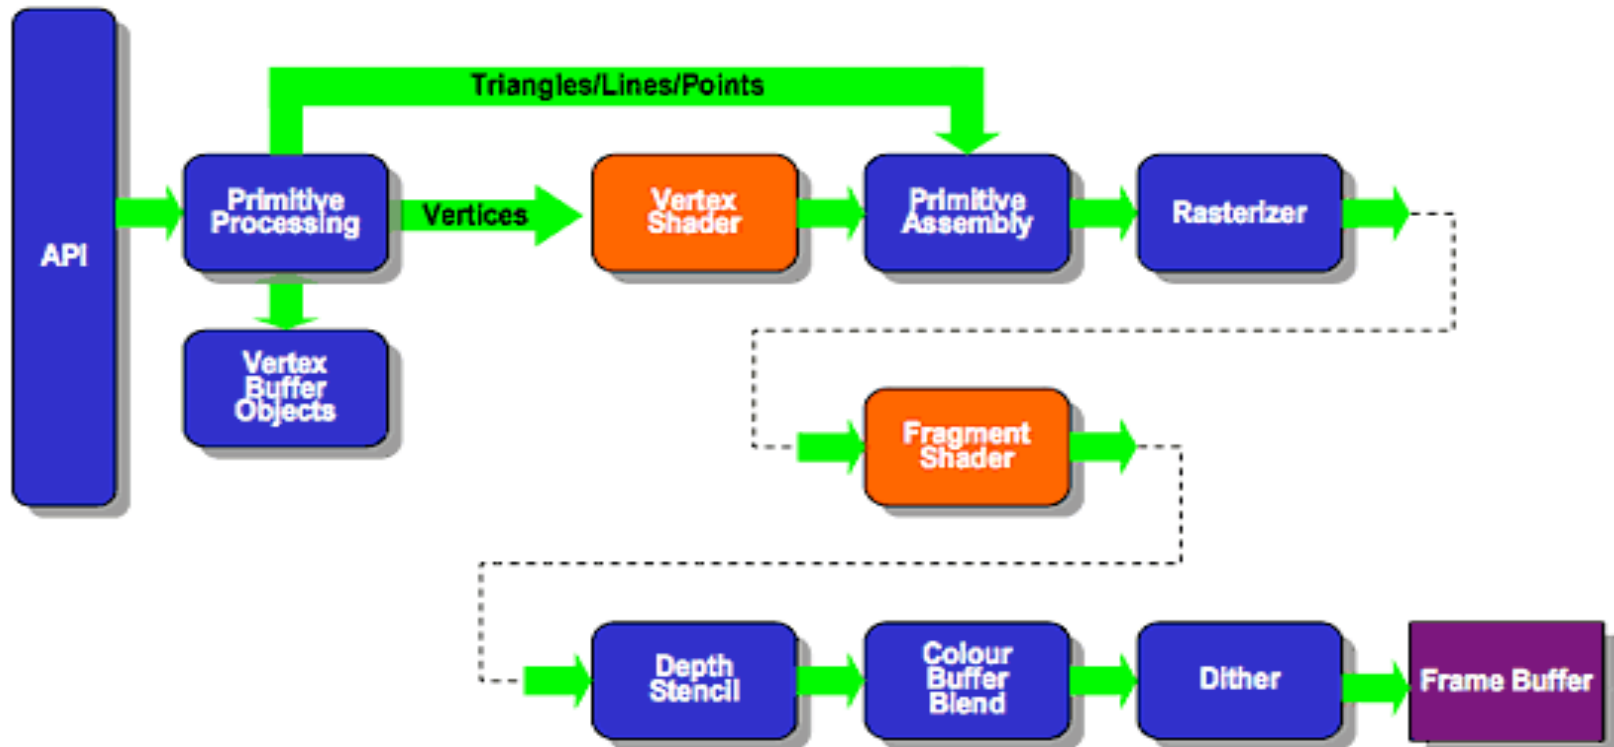 Triangles/Lines/Points
API
Primitive
Processing
Vertices
Vertex
Shader
Primitive
Assembly
Rasterizer
Vertex
Buffer
Objects
Fragment
Shader
Depth
Stencil
Colour
Buffer
Blend
Dither
Frame Buffer